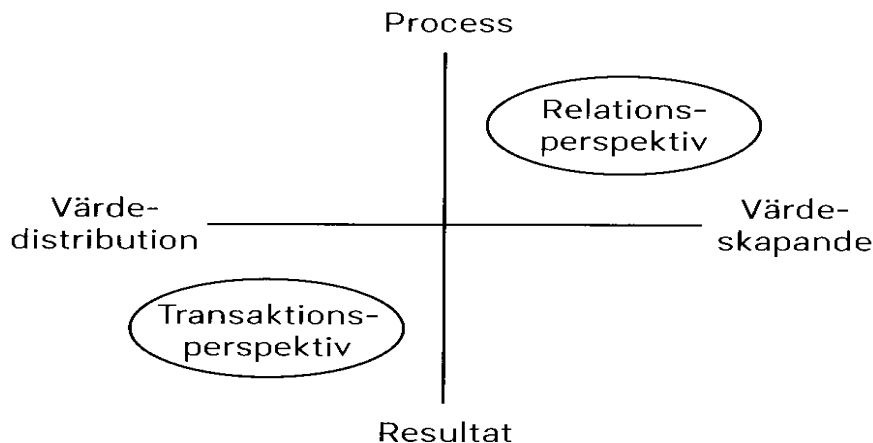 Process
Relations-
perspektiv
Värde-
distribution
Värde-
skapande
Transaktions-
perspektiv
Resultat